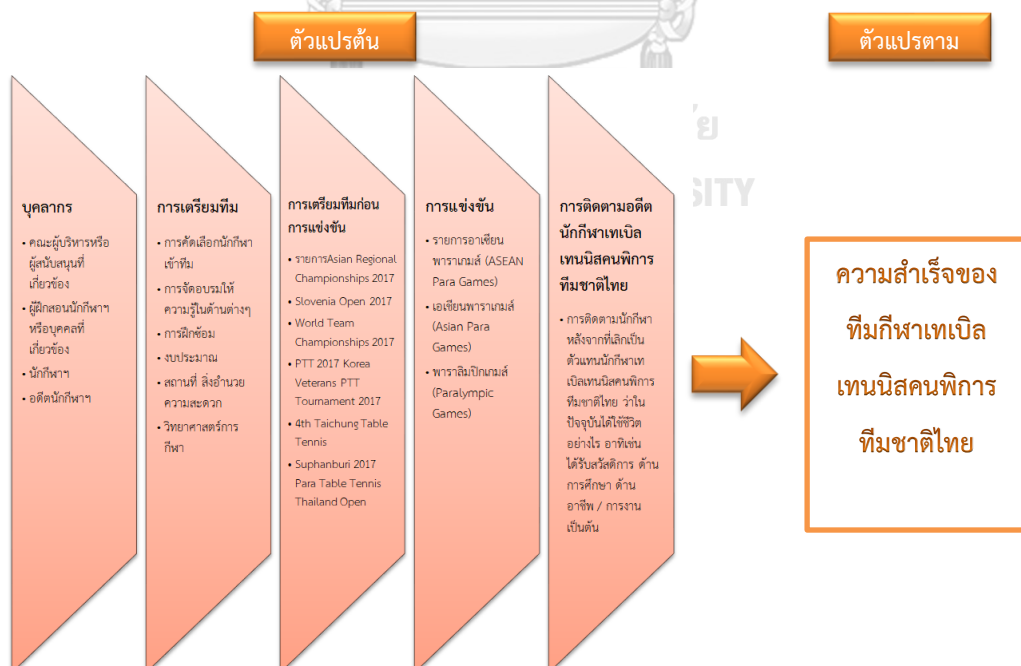 ตัวแปรต้น
ตัวแปรตาม
บุคลากร
• คณะผู้บริหารหรือ
ผู้สนับสนุนที่
เกี่ยวข้อง
• ผู้ฝึกสอนนักกีฬาฯ
หรือบุคคลที่
เกี่ยวข้อง
• นักกีฬาฯ
• อดีตนักกีฬาฯ
การเตรียมทีม
• การคัดเลือกนักกีฬา
เข้าทีม
• การจัดอบรมให้
ความรู้ในด้านต่างๆ
• การฝึกซ้อม
• งบประมาณ
• สถานที่ สิ่งอำนวย
ความสะดวก
• วิทยาศาสตร์การ
กีฬา
การเตรียมทีมก่อน
การแข่งขัน
• รายการAsian Regional
Championships 2017
• Slovenia Open 2017
• World Team
Championships 2017
• PTT 2017 Korea
Veterans PTT
Tournament 2017
• 4th Taichung Table
Tennis
• Suphanburi 2017
Para Table Tennis
Thailand Open
การแข่งขัน
• รายการอาเซียน
พาราเกมส์ (ASEAN
Para Games)
• เอเชียนพาราเกมส์
(Asian Para
Games)
• พาราลิมปิกเกมส์
(Paralympic
Games)
การติดตามอดีต
นักกีฬาเทเบิล
เทนนิสคนพิการ
ทีมชาติไทย
• การติดตามนักกีฬา
หลังจากที่เลิกเป็น
ตัวแทนนักกีฬาเท
เบิลเทนนิสคนพิการ
ทีมชาติไทย ว่าใน
ปัจจุบันได้ใช้ชีวิต
อย่างไร อาทิเช่น
ได้รับสวัสดิการ ด้าน
การศึกษา ด้าน
อาชีพ / การงาน
เป็นต้น
ความสำเร็จของ
ทีมกีฬาเทเบิล
เทนนิสคนพิการ
ทีมชาติไทย